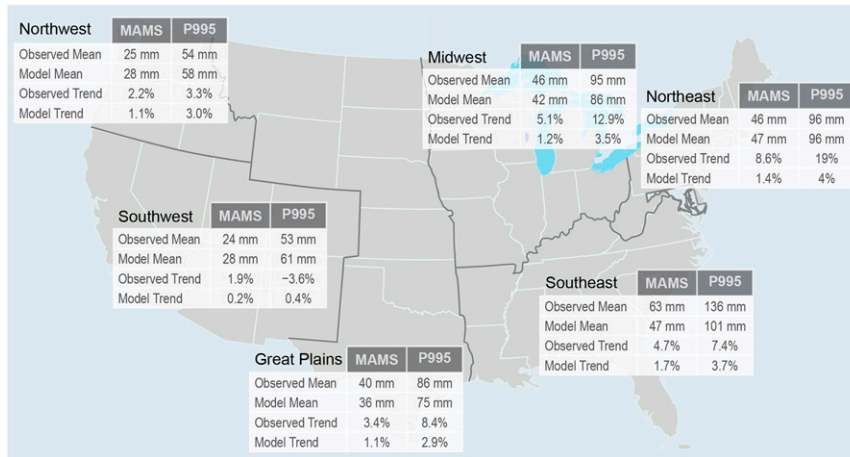 Northwest MAMS P995
Observed Mean 25 mm 54 mm
Model Mean 28 mm 58 mm
Observed Trend 2.2% 3.3%
Model Trend 1.1% 3.0%
Midwest MAMS P995
Observed Mean 46 mm 95 mm
Model Mean 42 mm 86 mm
Observed Trend 5.1% 12.9%
Model Trend 1.2% 3.5%
Northeast MAMS P995
Observed Mean 46 mm 96 mm
Model Mean 47 mm 96 mm
Observed Trend 8.6% 19%
Model Trend 1.4% 4%
Southwest MAMS P995
Observed Mean 24 mm 53 mm
Model Mean 28 mm 61 mm
Observed Trend 1.9% −3.6%
Model Trend 0.2% 0.4%
Southeast MAMS P995
Observed Mean 63 mm 136 mm
Model Mean 47 mm 101 mm
Observed Trend 4.7% 7.4%
Model Trend 1.7% 3.7%
Great Plains MAMS P995
Observed Mean 40 mm 86 mm
Model Mean 36 mm 75 mm
Observed Trend 3.4% 8.4%
Model Trend 1.1% 2.9%